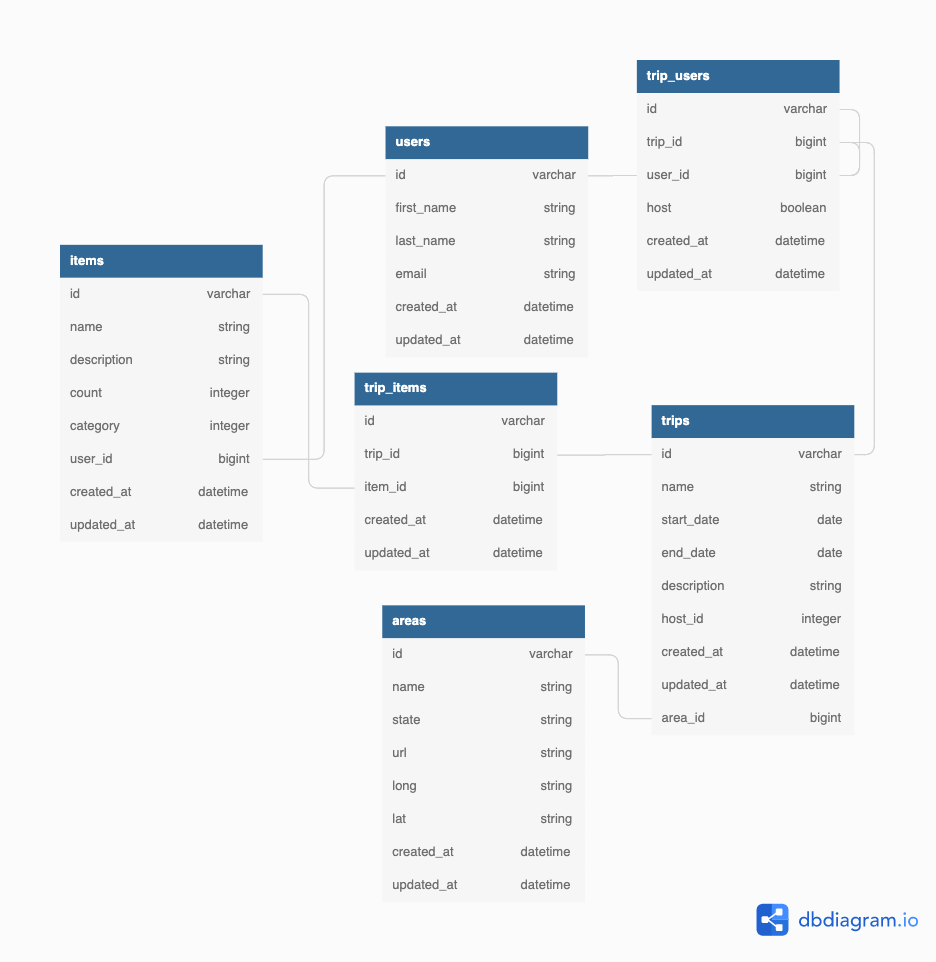 trip_users
id varchar
trip_id bigint
user_id bigint
host boolean
created_at datetime
updated_at datetime
users
id varchar
first_name string
last_name string
email string
created_at datetime
updated_at datetime
items
id varchar
name string
description string
count integer
category integer
user_id bigint
created_at datetime
updated_at datetime
trip_items
id varchar
trip_id bigint
item_id bigint
created_at datetime
updated_at datetime
trips
id varchar
name string
start_date date
end_date date
description string
host_id integer
created_at datetime
updated_at datetime
area_id bigint
areas
id varchar
name string
state string
url string
long string
lat string
created_at datetime
updated_at datetime
dbdiagram.io